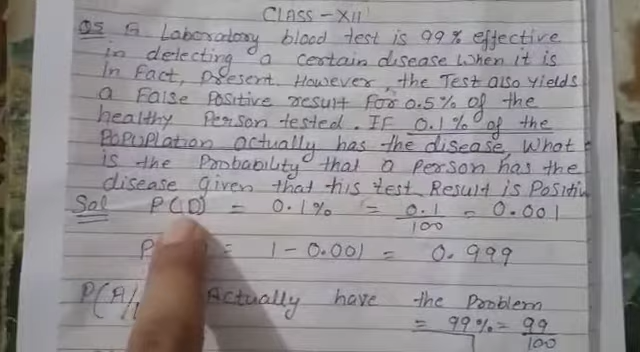 CLASS - XII
Q5 A Laboratory blood test is 99% effective
in detecting a certain disease when it is
In Fact, present. However, the Test also yields
a False Positive result For 0.5% of the
healthy Person tested. IF 0.1% of the
Population actually has the disease, What
is the Probability that a person has the
disease given that his test Result is Positiv
Sol P(D) = 0.1% = 0.1/100 = 0.001
P = 1 - 0.001 = 0.999
P(A/ Actually have the Problem
= 99% = 99/100